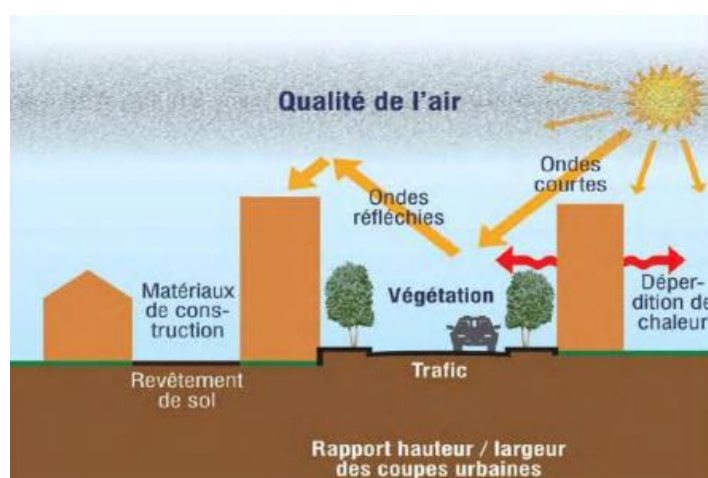 Qualité de l'air
Ondes
courtes
Ondes
réfléchies
Matériaux
de cons-
truction
Végétation
Déper-
dition de
chaleur
Revêtement
de sol
Trafic
Rapport hauteur / largeur
des coupes urbaines